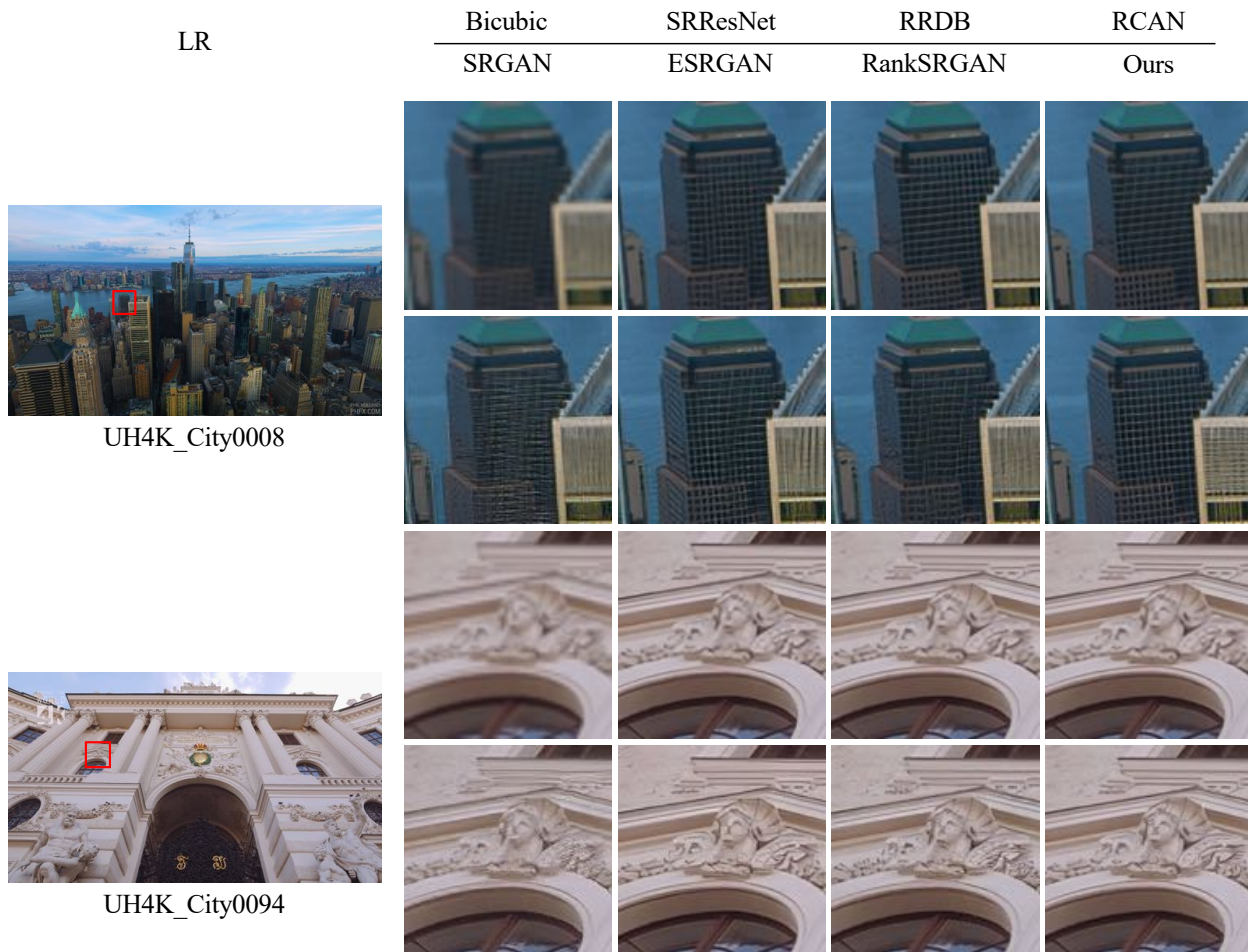 LR
Bicubic SRResNet RRDB RCAN
SRGAN ESRGAN RankSRGAN Ours
UH4K_City0008
UH4K_City0094